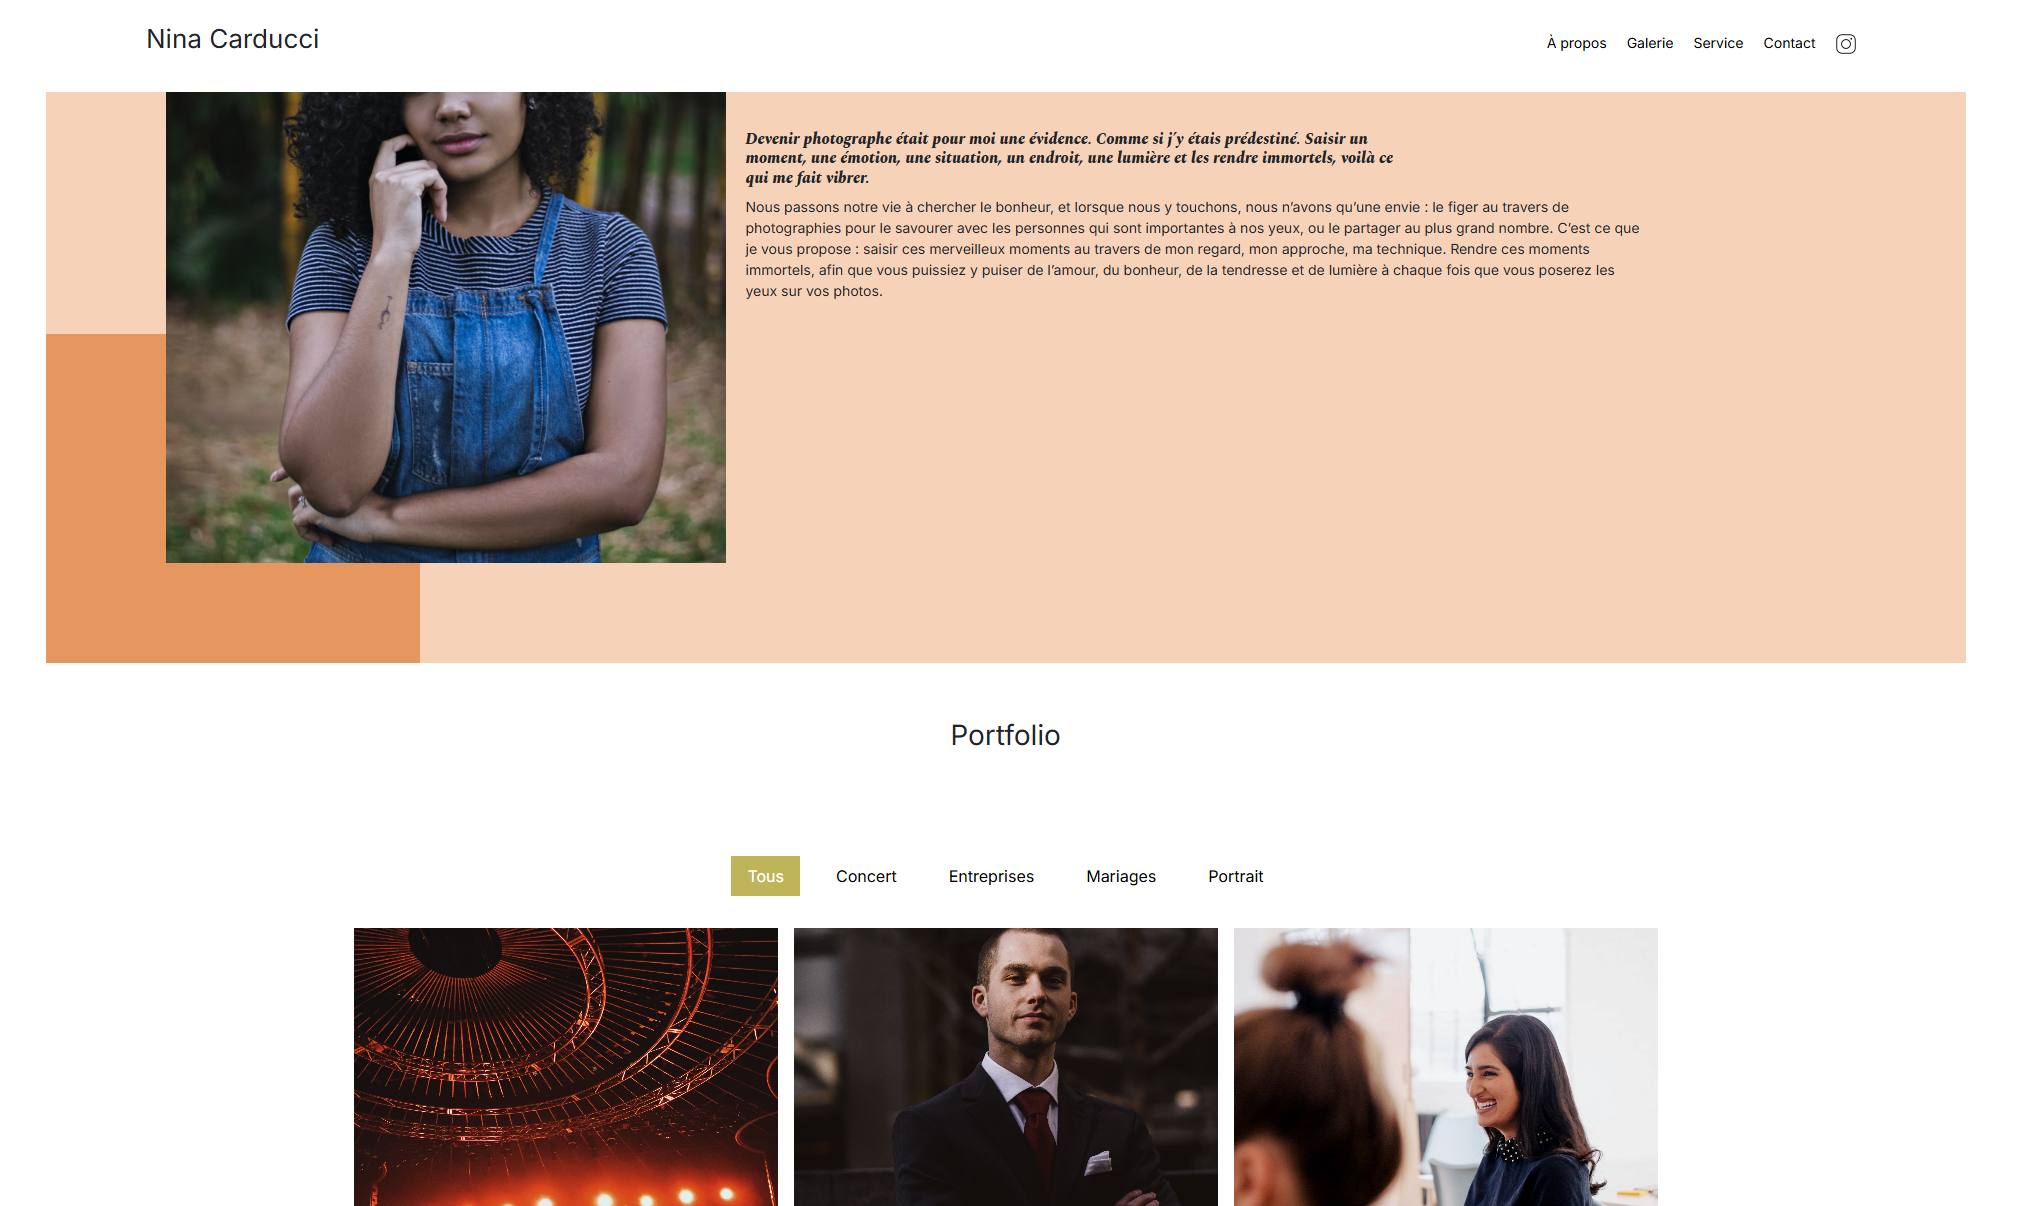 Nina Carducci
À propos Galerie Service Contact
Devenir photographe était pour moi une évidence. Comme si j´y étais prédestiné. Saisir un
moment, une émotion, une situation, un endroit, une lumière et les rendre immortels, voilà ce
qui me fait vibrer.
Nous passons notre vie à chercher le bonheur, et lorsque nous y touchons, nous n’avons qu’une envie : le figer au travers de
photographies pour le savourer avec les personnes qui sont importantes à nos yeux, ou le partager au plus grand nombre. C’est ce que
je vous propose : saisir ces merveilleux moments au travers de mon regard, mon approche, ma technique. Rendre ces moments
immortels, afin que vous puissiez y puiser de l’amour, du bonheur, de la tendresse et de lumière à chaque fois que vous poserez les
yeux sur vos photos.
Portfolio
Tous Concert Entreprises Mariages Portrait